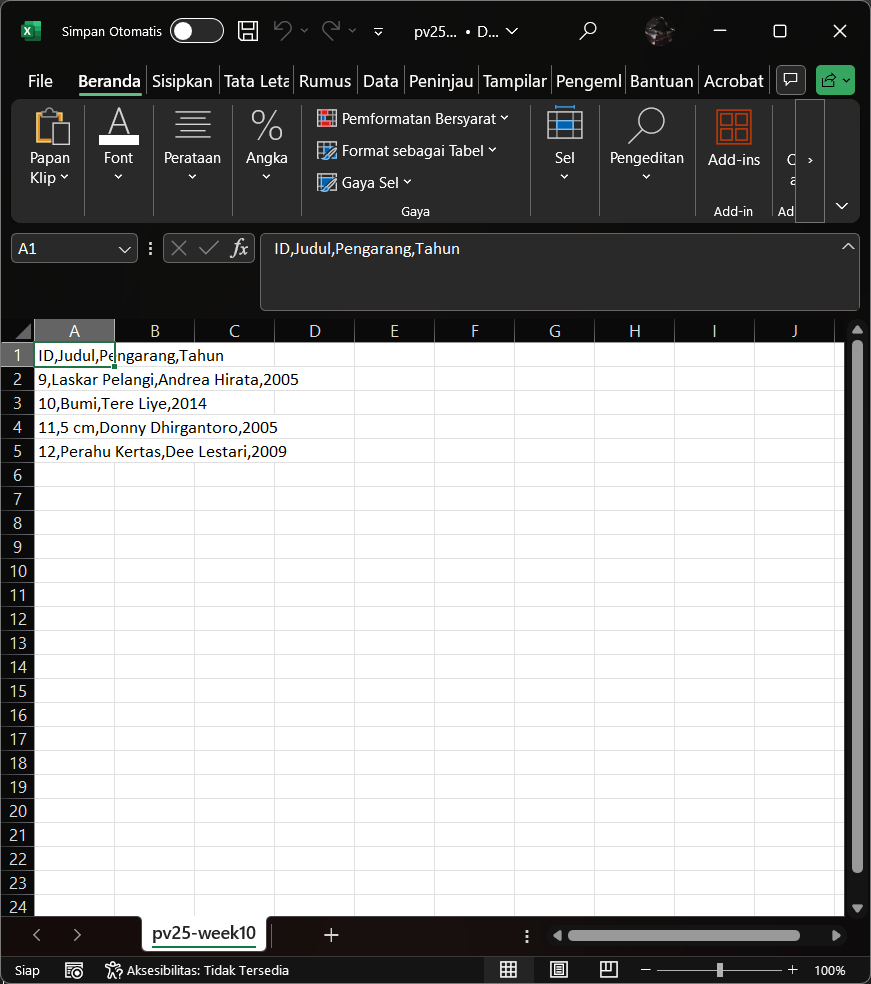 Simpan Otomatis pv25... • D...
File Beranda Sisipkan Tata Leta Rumus Data Peninjau Tampilar Pengeml Bantuan Acrobat
Papan Klip
Font
Perataan
Angka
Pemformatan Bersyarat
Format sebagai Tabel
Gaya Sel
Gaya
Sel
Pengeditan
Add-ins
Add-in
Ad
A1 fx ID,Judul,Pengarang,Tahun
A B C D E F G H I J
1 ID,Judul,Pengarang,Tahun
2 9,Laskar Pelangi,Andrea Hirata,2005
3 10,Bumi,Tere Liye,2014
4 11,5 cm,Donny Dhirgantoro,2005
5 12,Perahu Kertas,Dee Lestari,2009
6
7
8
9
10
11
12
13
14
15
16
17
18
19
20
21
22
23
24
pv25-week10
Siap Aksesibilitas: Tidak Tersedia 100%